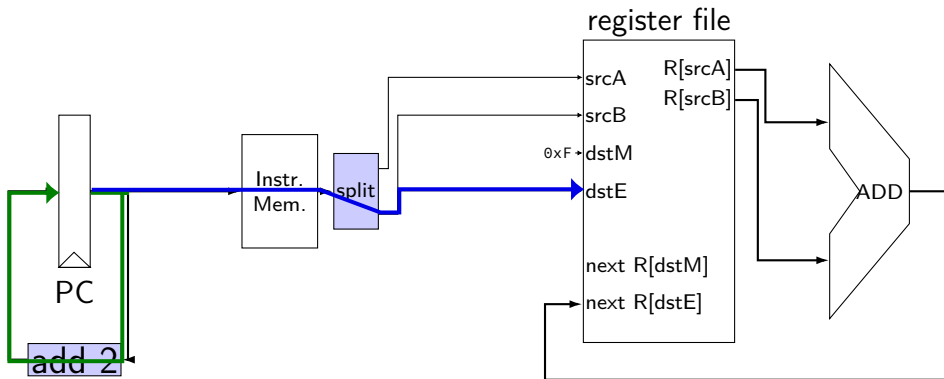 register file
srcA
R[srcA]
R[srcB]
srcB
0xF
dstM
Instr.
Mem.
split
dstE
ADD
next R[dstM]
PC
next R[dstE]
add 2